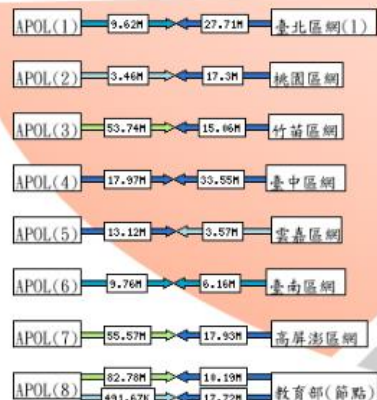 APOL(1) 9.62M 27.71M 臺北區網(1)
APOL(2) 3.46M 17.3M 桃園區網
APOL(3) 53.74M 15.06M 竹苗區網
APOL(4) 17.97M 33.55M 臺中區網
APOL(5) 13.12M 3.57M 雲嘉區網
APOL(6) 9.76M 6.16M 臺南區網
APOL(7) 55.57M 17.93M 高屏澎區網
APOL(8) 82.78M 10.19M 教育部(節點)
491.67K 17.72M